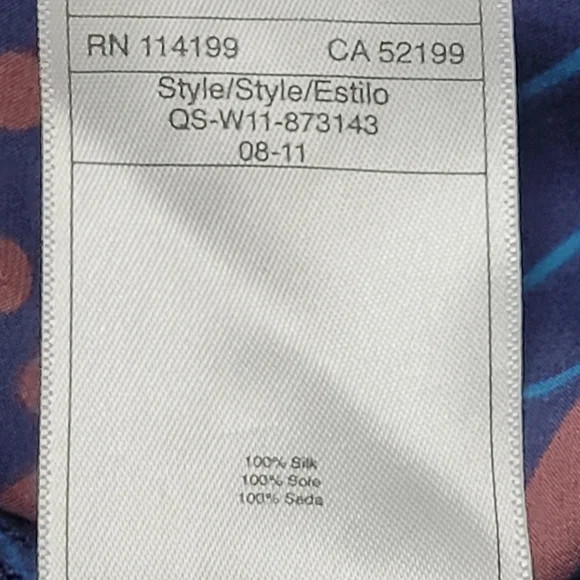 RN 114199 CA 52199
Style/Style/Estilo
QS-W11-873143
08-11
100% Silk
100% Soie
100% Seda